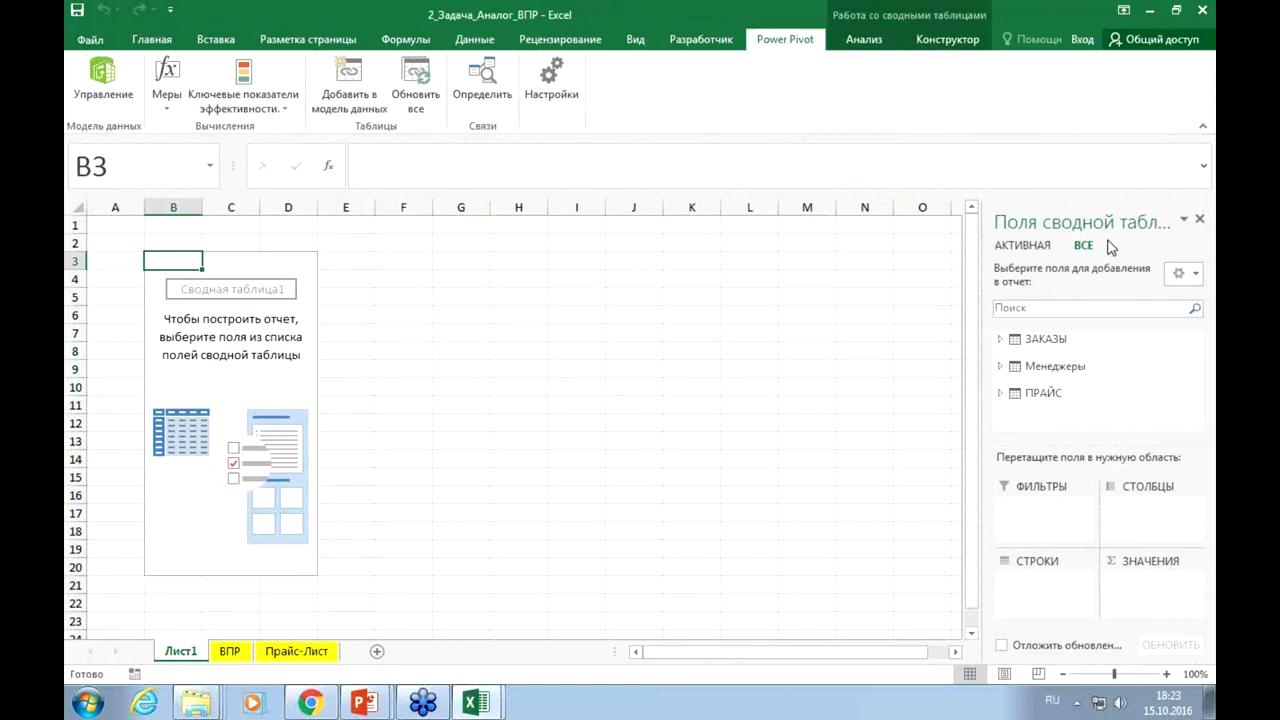 2_Задача_Аналог_ВПР - Excel
Работа со сводными таблицами
Файл Главная Вставка Разметка страницы Формулы Данные Рецензирование Вид Разработчик Power Pivot Анализ Конструктор Помощн Вход Общий доступ
Управление
Меры
Ключевые показатели эффективности.
Добавить в модель данных
Обновить все
Определить
Настройки
Модель данных
Вычисления
Таблицы
Связи
B3
fx
A B C D E F G H I J K L M N O
1
2
3
4
5
6
7
8
9
10
11
12
13
14
15
16
17
18
19
20
21
22
23
24
Сводная таблица1
Чтобы построить отчет,
выберите поля из списка
полей сводной таблицы
Поля сводной табл...
АКТИВНАЯ ВСЕ
Выберите поля для добавления
в отчет:
Поиск
ЗАКАЗЫ
Менеджеры
ПРАЙС
Перетащите поля в нужную область:
ФИЛЬТРЫ
СТОЛБЦЫ
СТРОКИ
Σ ЗНАЧЕНИЯ
Отложить обновлен...
ОБНОВИТЬ
Лист1 ВПР Прайс-Лист
Готово
100%
RU
18:23
15.10.2016